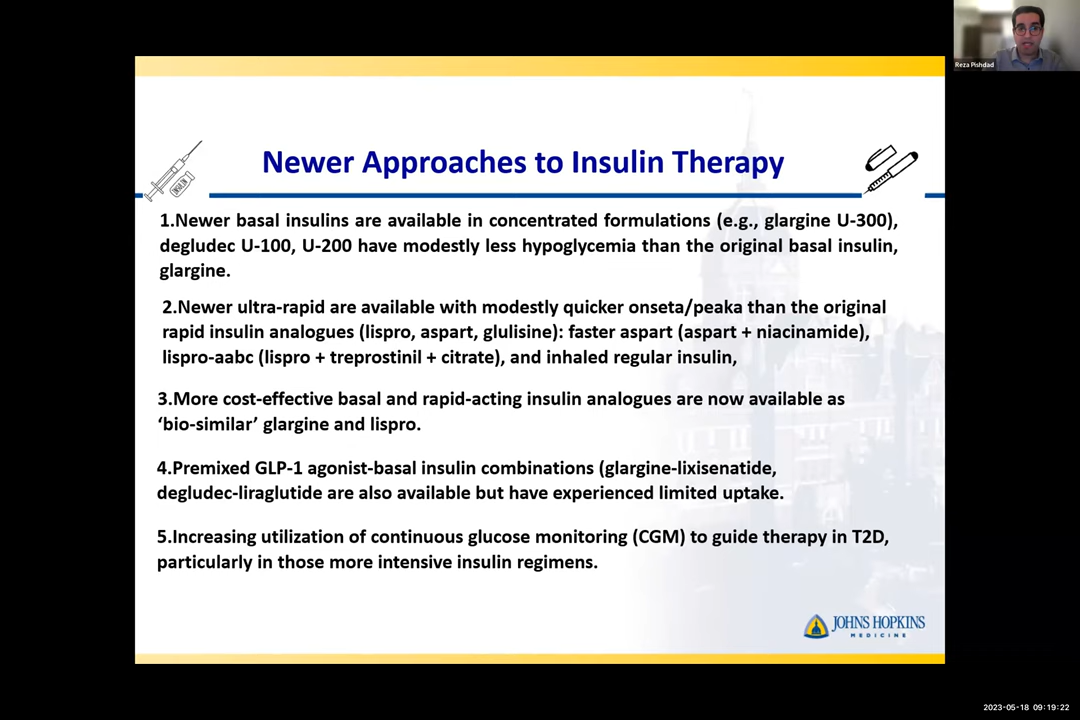 Reza Pishdad
Newer Approaches to Insulin Therapy
INSULIN
1.Newer basal insulins are available in concentrated formulations (e.g., glargine U-300),
degludec U-100, U-200 have modestly less hypoglycemia than the original basal insulin,
glargine.
2.Newer ultra-rapid are available with modestly quicker onseta/peaka than the original
rapid insulin analogues (lispro, aspart, glulisine): faster aspart (aspart + niacinamide),
lispro-aabc (lispro + treprostinil + citrate), and inhaled regular insulin,
3.More cost-effective basal and rapid-acting insulin analogues are now available as
‘bio-similar’ glargine and lispro.
4.Premixed GLP-1 agonist-basal insulin combinations (glargine-lixisenatide,
degludec-liraglutide are also available but have experienced limited uptake.
5.Increasing utilization of continuous glucose monitoring (CGM) to guide therapy in T2D,
particularly in those more intensive insulin regimens.
JOHNS HOPKINS
MEDICINE
2023-05-18 09:19:22